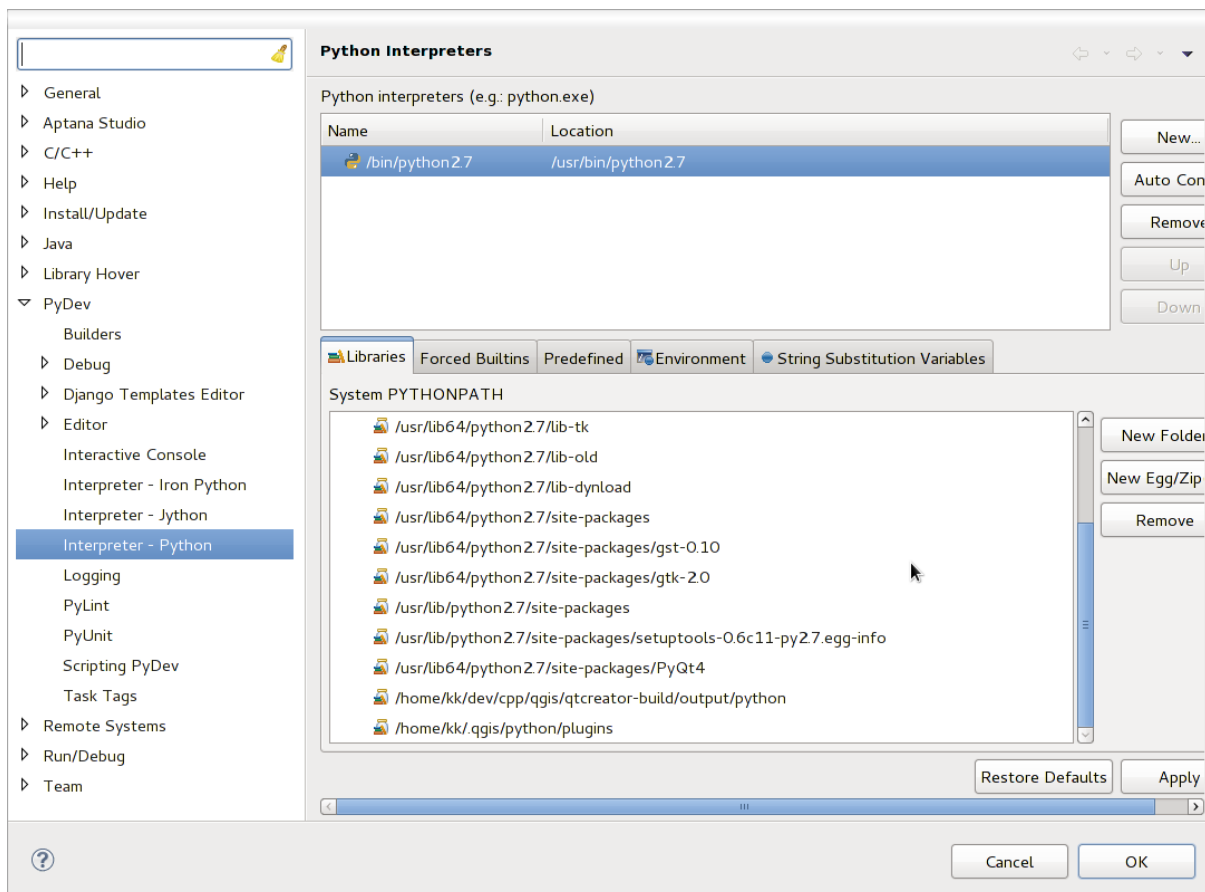 Python Interpreters
General
Aptana Studio
C/C++
Help
Install/Update
Java
Library Hover
PyDev
Builders
Debug
Django Templates Editor
Editor
Interactive Console
Interpreter - Iron Python
Interpreter - Jython
Interpreter - Python
Logging
PyLint
PyUnit
Scripting PyDev
Task Tags
Remote Systems
Run/Debug
Team
Python interpreters (e.g.: python.exe)
Name Location
/bin/python2.7 /usr/bin/python2.7
New...
Auto Con
Remove
Up
Down
Libraries Forced Builtins Predefined Environment String Substitution Variables
System PYTHONPATH
/usr/lib64/python2.7/lib-tk
/usr/lib64/python2.7/lib-old
/usr/lib64/python2.7/lib-dynload
/usr/lib64/python2.7/site-packages
/usr/lib64/python2.7/site-packages/gst-0.10
/usr/lib64/python2.7/site-packages/gtk-2.0
/usr/lib/python2.7/site-packages
/usr/lib/python2.7/site-packages/setuptools-0.6c11-py2.7.egg-info
/usr/lib64/python2.7/site-packages/PyQt4
/home/kk/dev/cpp/qgis/qtcreator-build/output/python
/home/kk/.qgis/python/plugins
New Folder
New Egg/Zip
Remove
Restore Defaults Apply
Cancel OK